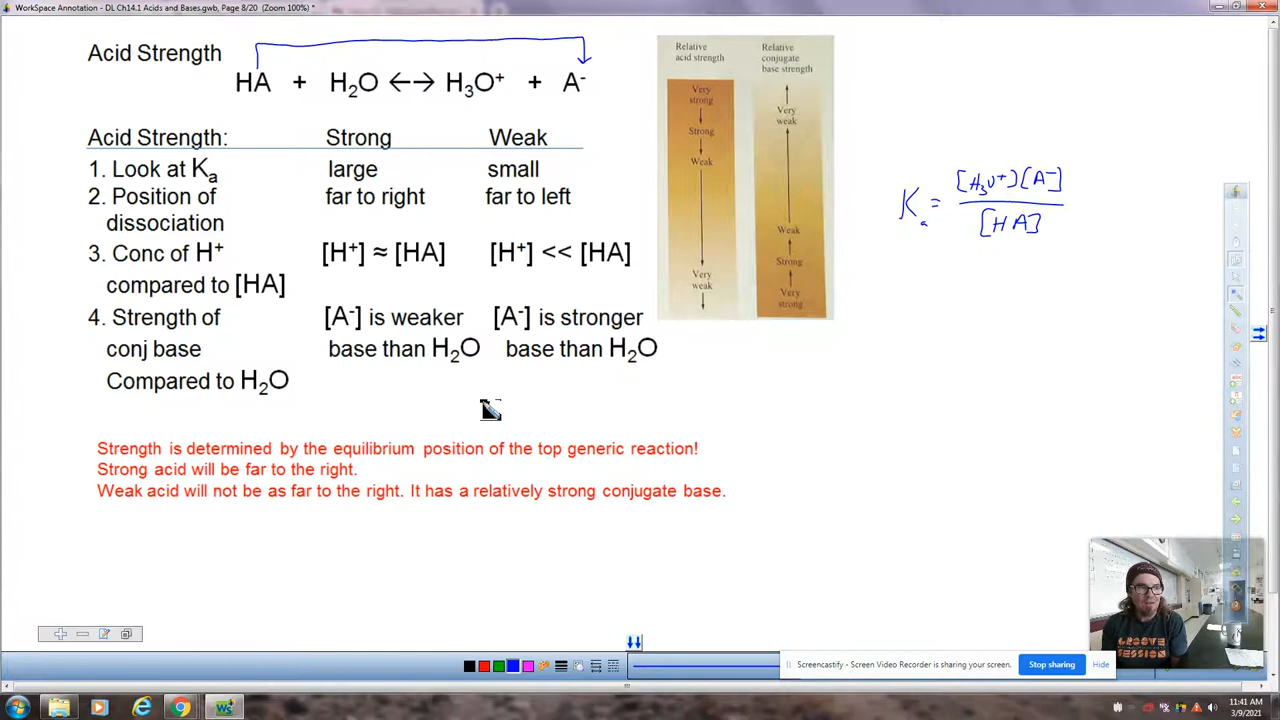 WorkSpace Annotation - DL Ch14.1 Acids and Bases.gwb, Page 8/20 (Zoom 100%) *
Acid Strength
HA + H₂O ←→ H₃O⁺ + A⁻
Acid Strength: Strong Weak
1. Look at Kₐ large small
2. Position of far to right far to left
dissociation
3. Conc of H⁺ [H⁺] ≈ [HA] [H⁺] << [HA]
compared to [HA]
4. Strength of [A⁻] is weaker [A⁻] is stronger
conj base base than H₂O base than H₂O
Compared to H₂O
Strength is determined by the equilibrium position of the top generic reaction!
Strong acid will be far to the right.
Weak acid will not be as far to the right. It has a relatively strong conjugate base.
Relative
acid strength
Very
strong
Strong
Weak
Very
weak
Relative
conjugate
base strength
Very
weak
Weak
Strong
Very
strong
Kₐ = [H₃O⁺][A⁻]
[HA]
GROOVE
SESSION
Screencastify - Screen Video Recorder is sharing your screen. Stop sharing Hide
11:41 AM
3/9/2021